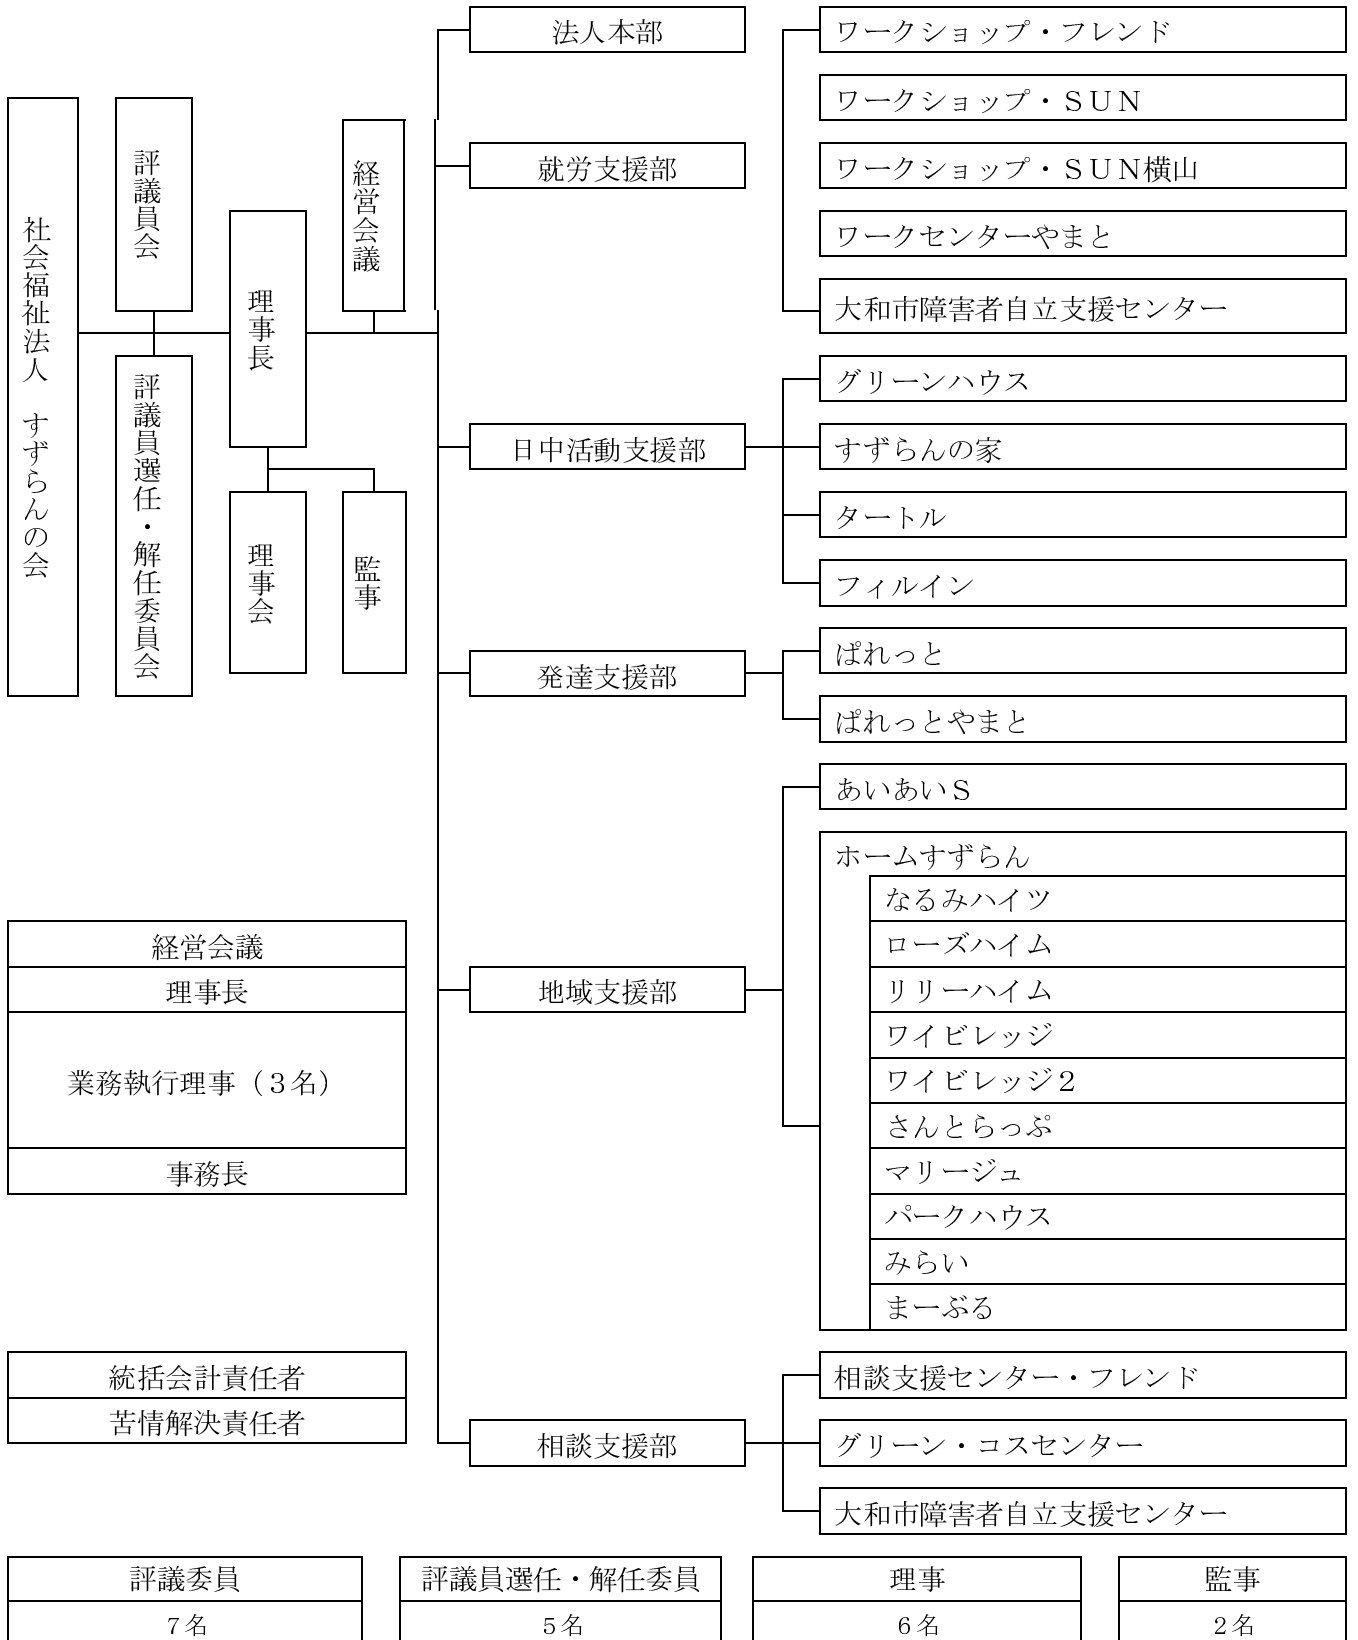 社会福祉法人　すずらんの会
評議員会
評議員選任・解任委員会
理事長
理事会
監事
経営会議
法人本部
就労支援部
ワークショップ・フレンド
ワークショップ・ＳＵＮ
ワークショップ・ＳＵＮ横山
ワークセンターやまと
大和市障害者自立支援センター
日中活動支援部
グリーンハウス
すずらんの家
タートル
フィルイン
発達支援部
ぱれっと
ぱれっとやまと
地域支援部
あいあいＳ
ホームすずらん
なるみハイツ
ローズハイム
リリーハイム
ワイビレッジ
ワイビレッジ２
さんとらっぷ
マリージュ
パークハウス
みらい
まーぶる
相談支援部
相談支援センター・フレンド
グリーン・コスセンター
大和市障害者自立支援センター
経営会議
理事長
業務執行理事（３名）
事務長
統括会計責任者
苦情解決責任者
評議委員
７名
評議員選任・解任委員
５名
理事
６名
監事
２名